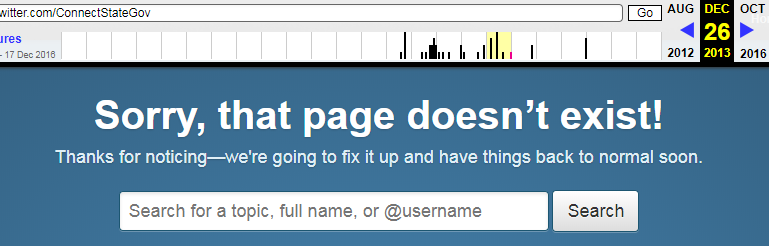 witter.com/ConnectStateGov Go AUG DEC OCT
ures 26
- 17 Dec 2016 2012 2013 2016
Sorry, that page doesn’t exist!
Thanks for noticing—we're going to fix it up and have things back to normal soon.
Search for a topic, full name, or @username Search